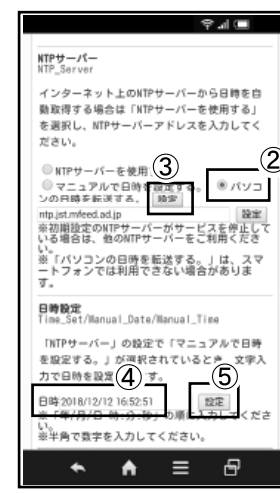 NTPサーバー
NTP_Server
インターネット上のNTPサーバーから日時を自
動取得する場合は「NTPサーバーを使用する」
を選択し、NTPサーバーアドレスを入力してく
ださい。
NTPサーバーを使用
③
②
マニュアルで日時を設定する。 パソコ
ンの日時を転送する。 設定
ntp.jst.mfeed.ad.jp 設定
※初期設定のNTPサーバーがサービスを停止して
いる場合は、他のNTPサーバーをご利用くださ
い。
※「パソコンの日時を転送する。」は、スマ
ートフォンでは利用できない場合がありま
す。
日時設定
Time_Set/Manual_Date/Manual_Time
「NTPサーバー」の設定で「マニュアルで日時
を設定する。」が選択されているとき、文字入
力で日時を設定 す。
④
⑤
日時 2018/12/12 16:52:51 設定
※「年/月/日 時:分:秒」の順に入力してくださ
い。
※半角で数字を入力してください。